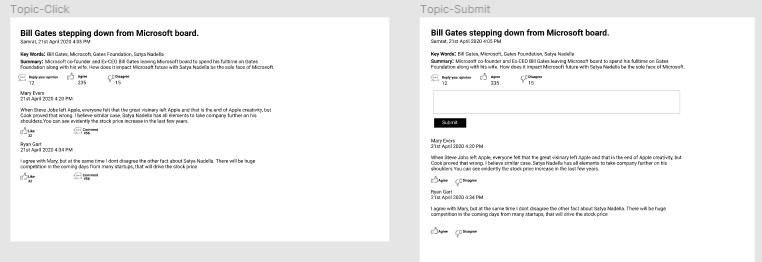 Topic-Click
Bill Gates stepping down from Microsoft board.
Samrat, 21st April 2020 4:05 PM
Key Words: Bill Gates, Microsoft, Gates Foundation, Satya Nadella
Summary: Microsoft co-founder and Ex-CEO Bill Gates leaving Microsoft board to spend his fulltime on Gates
Foundation along with his wife. How does it impact Microsoft future with Satya Nadella be the sole face of Microsoft.
Reply your opinion
12
Agree
235
Disagree
15
Mary Evers
21st April 2020 4:20 PM
When Steve Jobs left Apple, everyone felt that the great visinary left Apple and that is the end of Apple creativity, but
Cook proved that wrong. I believe similar case, Satya Nadella has all elements to take company further on his
shoulders.You can see evidently the stock price increase in the last few years.
Like
32
Comment
456
Ryan Gart
21st April 2020 4:34 PM
I agree with Mary, but at the same time I dont disagree the other fact about Satya Nadella. There will be huge
competition in the coming days from many startups, that will drive the stock price
Like
32
Comment
456
Topic-Submit
Bill Gates stepping down from Microsoft board.
Samrat, 21st April 2020 4:05 PM
Key Words: Bill Gates, Microsoft, Gates Foundation, Satya Nadella
Summary: Microsoft co-founder and Ex-CEO Bill Gates leaving Microsoft board to spend his fulltime on Gates
Foundation along with his wife. How does it impact Microsoft future with Satya Nadella be the sole face of Microsoft.
Reply your opinion
12
Agree
235
Disagree
15
Submit
Mary Evers
21st April 2020 4:20 PM
When Steve Jobs left Apple, everyone felt that the great visinary left Apple and that is the end of Apple creativity, but
Cook proved that wrong. I believe similar case, Satya Nadella has all elements to take company further on his
shoulders.You can see evidently the stock price increase in the last few years.
Agree
Disagree
Ryan Gart
21st April 2020 4:34 PM
I agree with Mary, but at the same time I dont disagree the other fact about Satya Nadella. There will be huge
competition in the coming days from many startups, that will drive the stock price
Agree
Disagree